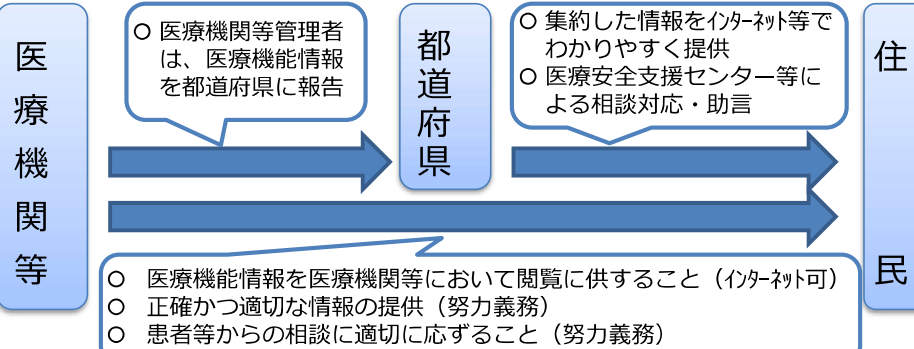 医療機関等
○ 医療機関等管理者
は、医療機能情報
を都道府県に報告
都道府県
○ 集約した情報をｲﾝﾀｰﾈｯﾄ等で
わかりやすく提供
○ 医療安全支援センター等に
よる相談対応・助言
住民
○ 医療機能情報を医療機関等において閲覧に供すること（ｲﾝﾀｰﾈｯﾄ可）
○ 正確かつ適切な情報の提供（努力義務）
○ 患者等からの相談に適切に応ずること（努力義務）